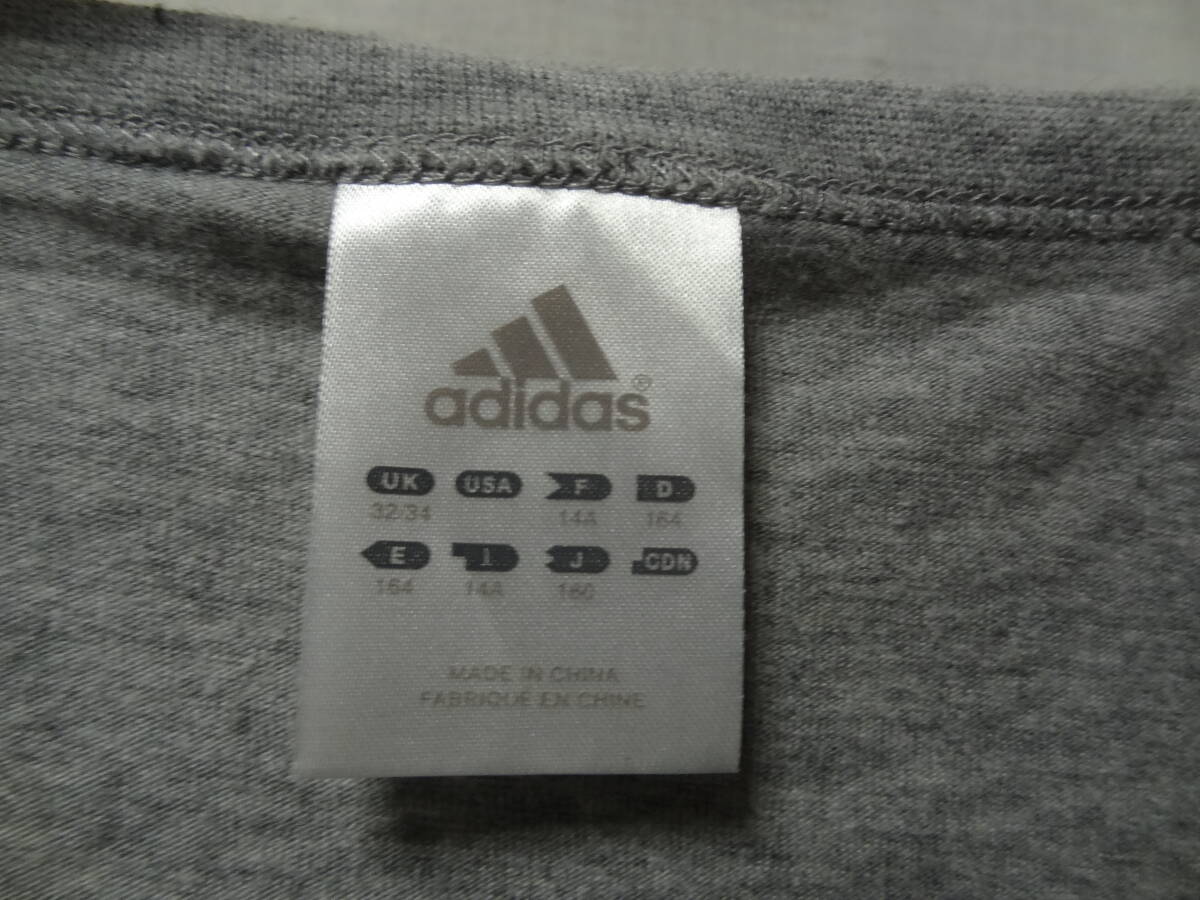 adidas®
UK USA F D
32/34 14A 164
E I J CDN
164 14A 160
MADE IN CHINA
FABRIQUE EN CHINE